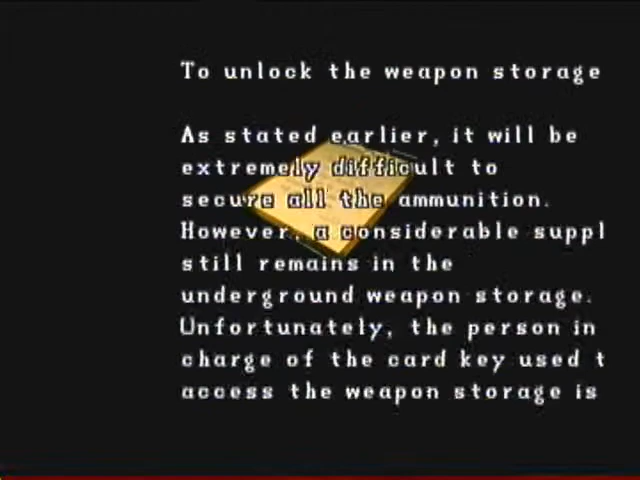 To unlock the weapon storage
As stated earlier, it will be
extremely difficult to
secure all the ammunition.
However, a considerable suppl
still remains in the
underground weapon storage.
Unfortunately, the person in
charge of the card key used t
access the weapon storage is